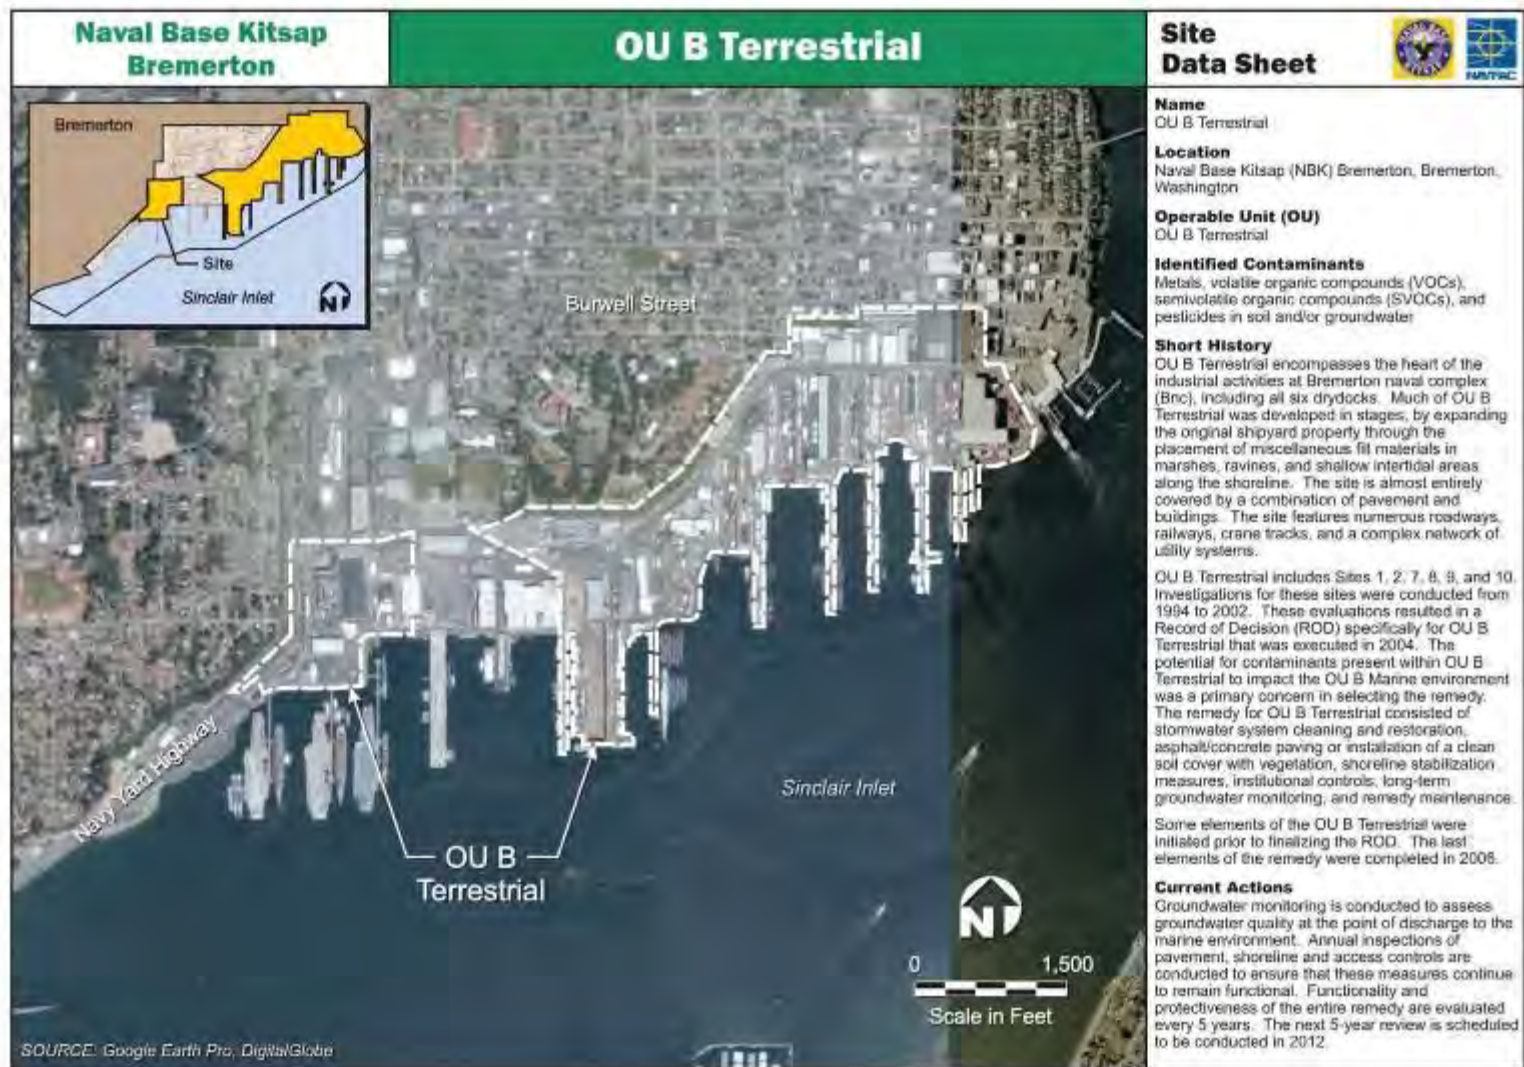 Naval Base Kitsap
Bremerton
OU B Terrestrial
Site
Data Sheet
NAVFAC
Bremerton
Site
Sinclair Inlet
N
Burwell Street
Navy Yard Highway
Sinclair Inlet
OU B
Terrestrial
N
0 1,500
Scale in Feet
SOURCE: Google Earth Pro, DigitalGlobe
Name
OU B Terrestrial
Location
Naval Base Kitsap (NBK) Bremerton, Bremerton,
Washington
Operable Unit (OU)
OU B Terrestrial
Identified Contaminants
Metals, volatile organic compounds (VOCs),
semivolatile organic compounds (SVOCs), and
pesticides in soil and/or groundwater
Short History
OU B Terrestrial encompasses the heart of the
industrial activities at Bremerton naval complex
(Bnc), including all six drydocks. Much of OU B
Terrestrial was developed in stages, by expanding
the original shipyard property through the
placement of miscellaneous fill materials in
marshes, ravines, and shallow intertidal areas
along the shoreline. The site is almost entirely
covered by a combination of pavement and
buildings. The site features numerous roadways,
railways, crane tracks, and a complex network of
utility systems.
OU B Terrestrial includes Sites 1, 2, 7, 8, 9, and 10.
Investigations for these sites were conducted from
1994 to 2002. These evaluations resulted in a
Record of Decision (ROD) specifically for OU B
Terrestrial that was executed in 2004. The
potential for contaminants present within OU B
Terrestrial to impact the OU B Marine environment
was a primary concern in selecting the remedy.
The remedy for OU B Terrestrial consisted of
stormwater system cleaning and restoration,
asphalt/concrete paving or installation of a clean
soil cover with vegetation, shoreline stabilization
measures, institutional controls, long-term
groundwater monitoring, and remedy maintenance.
Some elements of the OU B Terrestrial were
initiated prior to finalizing the ROD. The last
elements of the remedy were completed in 2006.
Current Actions
Groundwater monitoring is conducted to assess
groundwater quality at the point of discharge to the
marine environment. Annual inspections of
pavement, shoreline and access controls are
conducted to ensure that these measures continue
to remain functional. Functionality and
protectiveness of the entire remedy are evaluated
every 5 years. The next 5-year review is scheduled
to be conducted in 2012.